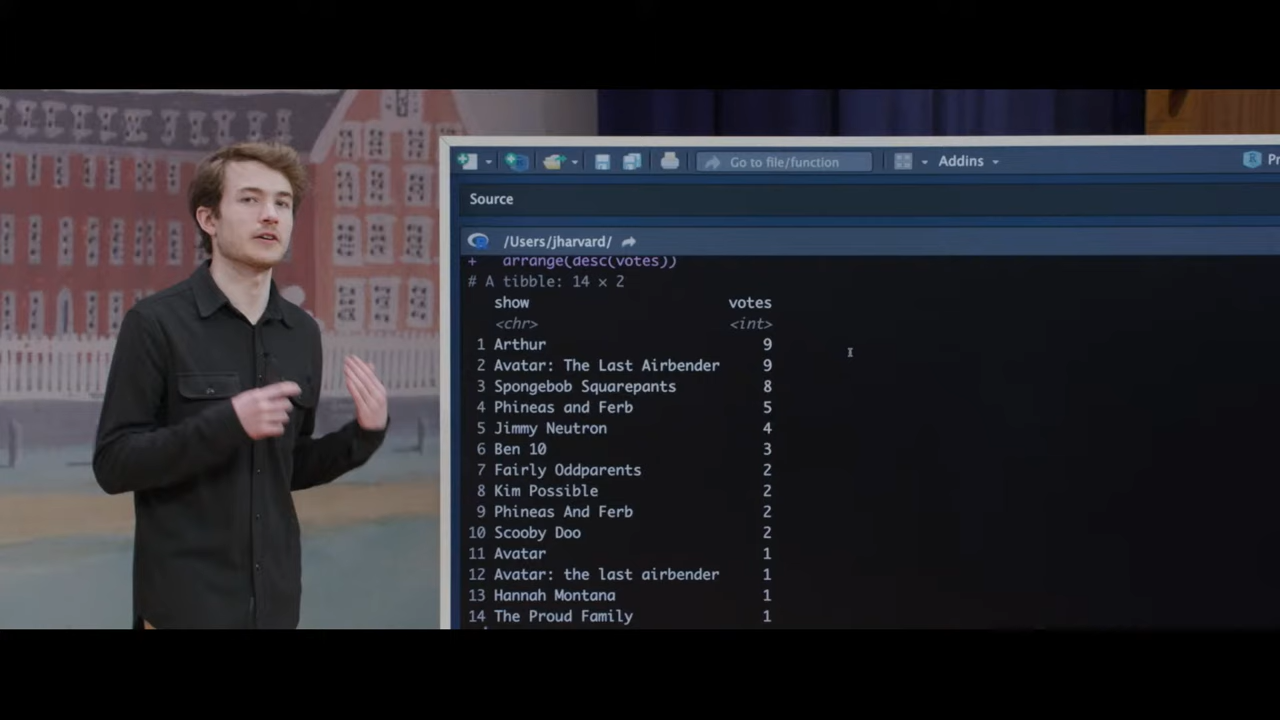 Go to file/function
Addins
Source
/Users/jharvard/
+ arrange(desc(votes))
# A tibble: 14 × 2
show votes
<chr> <int>
1 Arthur 9
2 Avatar: The Last Airbender 9
3 Spongebob Squarepants 8
4 Phineas and Ferb 5
5 Jimmy Neutron 4
6 Ben 10 3
7 Fairly Oddparents 2
8 Kim Possible 2
9 Phineas And Ferb 2
10 Scooby Doo 2
11 Avatar 1
12 Avatar: the last airbender 1
13 Hannah Montana 1
14 The Proud Family 1